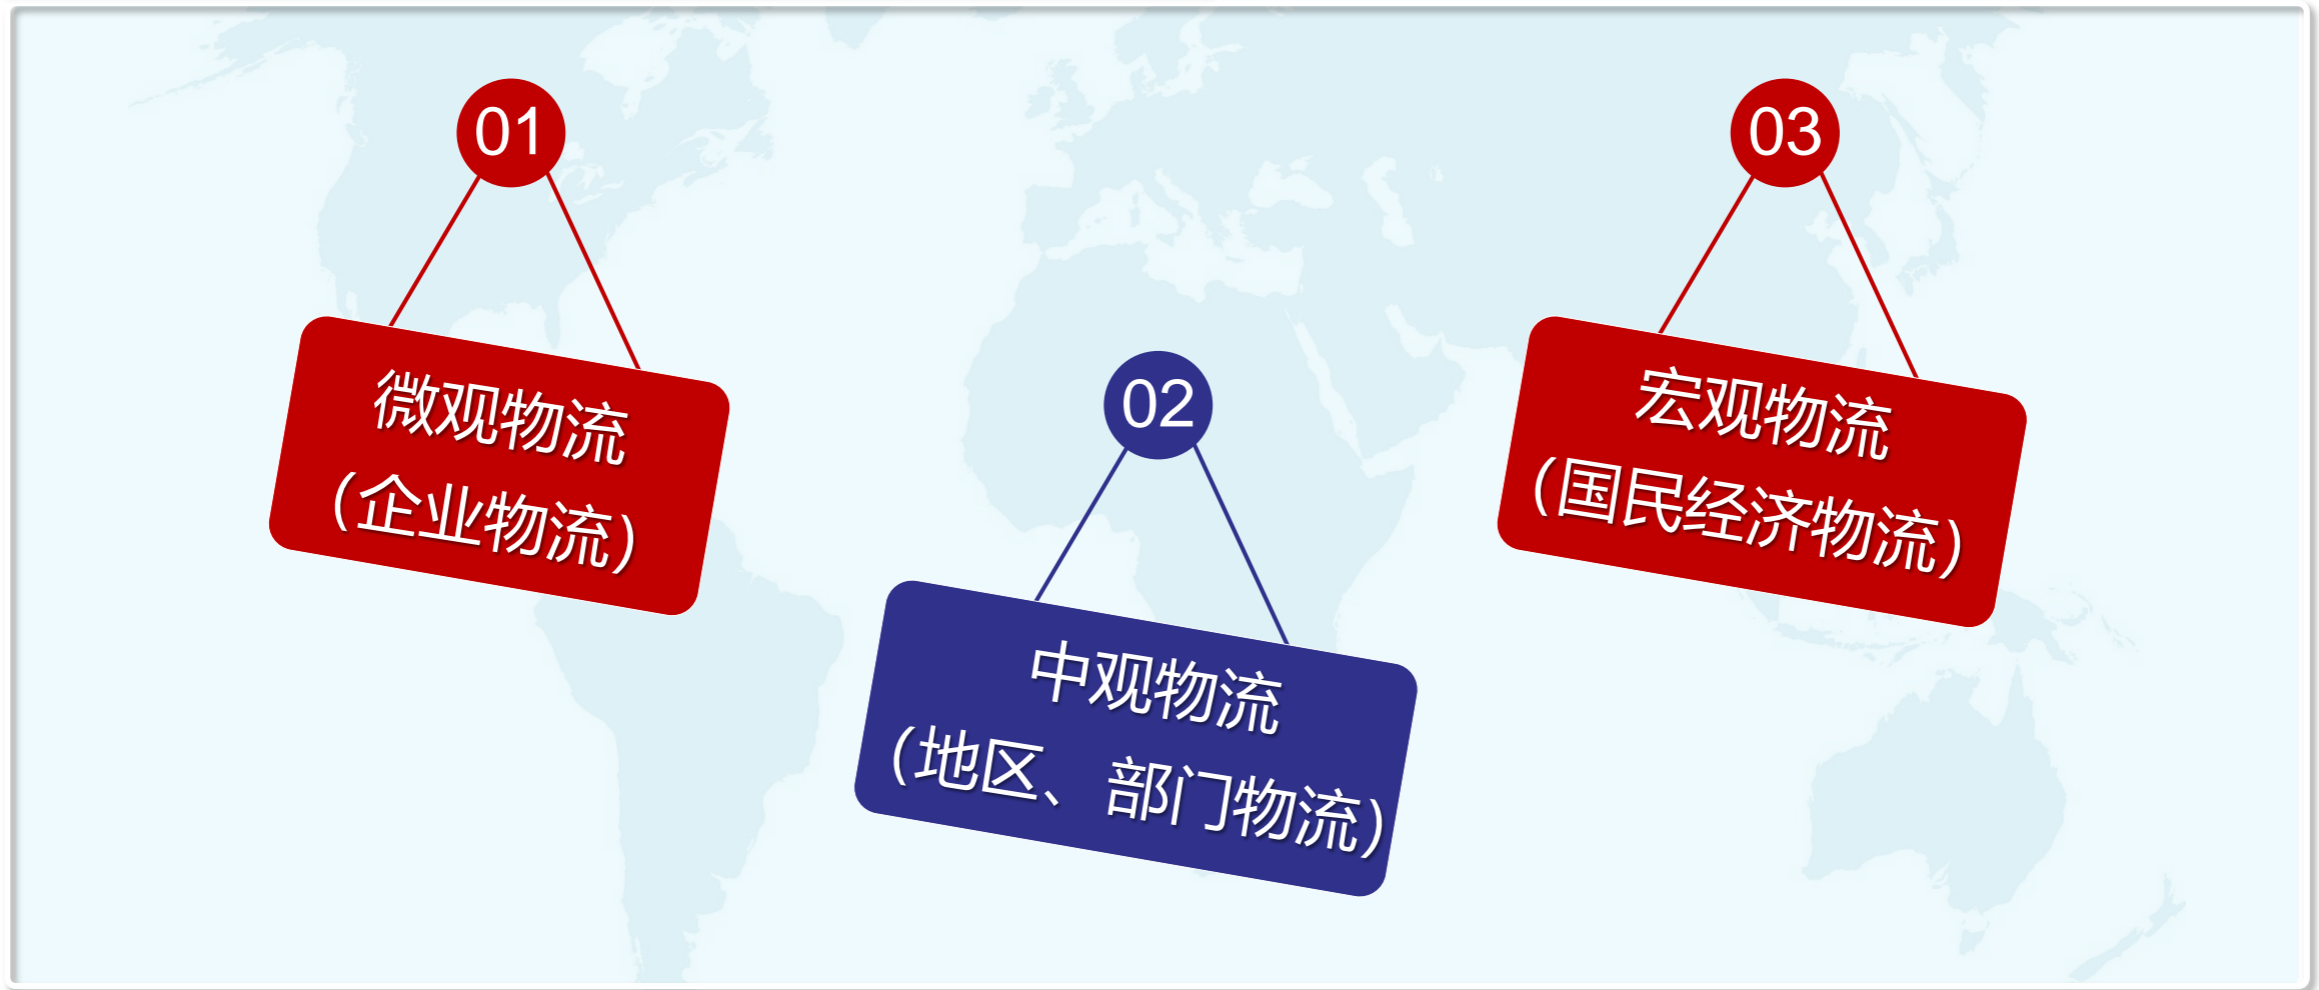 01
微观物流
（企业物流）
02
中观物流
（地区、部门物流）
03
宏观物流
（国民经济物流）